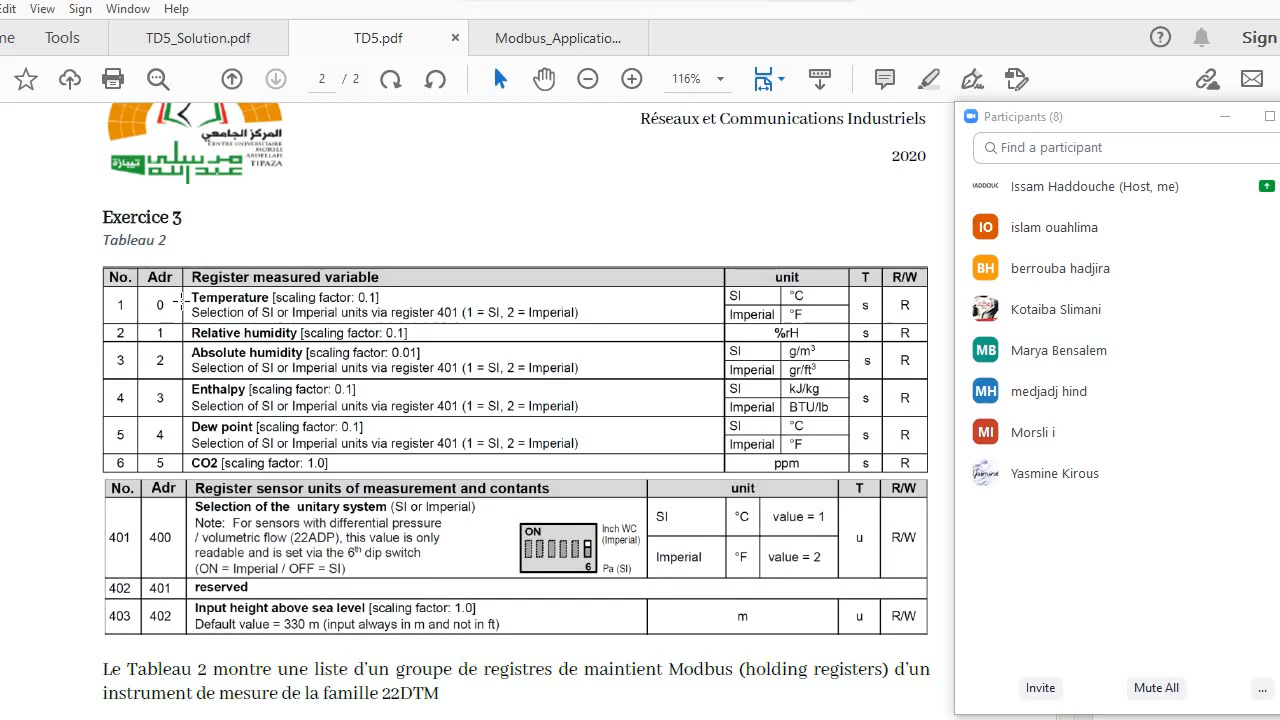 Edit View Sign Window Help
me Tools TD5_Solution.pdf TD5.pdf × Modbus_Applicatio... Sign
2 / 2 116%
المركز الجامعي
CENTRE UNIVERSITAIRE
MORSLI
ABDELLAH
TIPAZA
مرسلي
عبد الله
تيبازة
Réseaux et Communications Industriels
2020
Exercice 3
Tableau 2
No. Adr Register measured variable unit T R/W
1 0 Temperature [scaling factor: 0.1] SI °C s R
Selection of SI or Imperial units via register 401 (1 = SI, 2 = Imperial) Imperial °F
2 1 Relative humidity [scaling factor: 0.1] %rH s R
3 2 Absolute humidity [scaling factor: 0.01] SI g/m³ s R
Selection of SI or Imperial units via register 401 (1 = SI, 2 = Imperial) Imperial gr/ft³
4 3 Enthalpy [scaling factor: 0.1] SI kJ/kg s R
Selection of SI or Imperial units via register 401 (1 = SI, 2 = Imperial) Imperial BTU/lb
5 4 Dew point [scaling factor: 0.1] SI °C s R
Selection of SI or Imperial units via register 401 (1 = SI, 2 = Imperial) Imperial °F
6 5 CO2 [scaling factor: 1.0] ppm s R
No. Adr Register sensor units of measurement and contants unit T R/W
401 400 Selection of the unitary system (SI or Imperial) SI °C value = 1 u R/W
Note: For sensors with differential pressure
/ volumetric flow (22ADP), this value is only
readable and is set via the 6th dip switch Imperial °F value = 2
(ON = Imperial / OFF = SI)
ON Inch WC
(Imperial)
6 Pa (SI)
402 401 reserved
403 402 Input height above sea level [scaling factor: 1.0] m u R/W
Default value = 330 m (input always in m and not in ft)
Le Tableau 2 montre une liste d'un groupe de registres de maintient Modbus (holding registers) d'un
instrument de mesure de la famille 22DTM
Participants (8)
Find a participant
HADDOUC Issam Haddouche (Host, me)
IO islam ouahlima
BH berrouba hadjira
Kotaiba Slimani
MB Marya Bensalem
MH medjadj hind
MI Morsli i
Yasmine Kirous
Invite Mute All ...